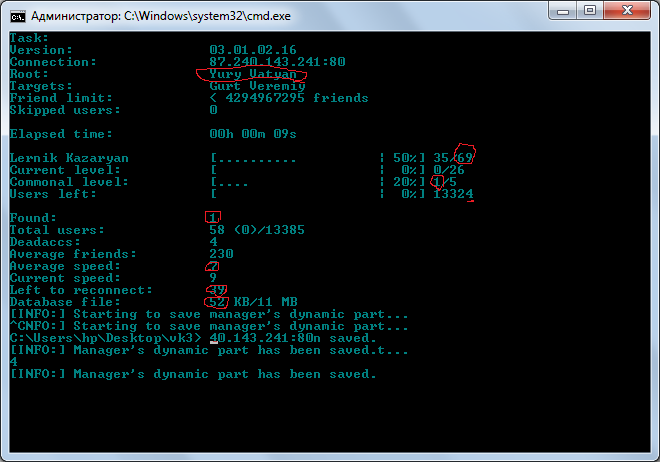 Администратор: C:\Windows\system32\cmd.exe
Task:
Version: 03.01.02.16
Connection: 87.240.143.241:80
Root: Yury Vatyan
Targets: Gurt Veremiy
Friend limit: < 4294967295 friends
Skipped users: 0
Elapsed time: 00h 00m 09s
Lernik Kazaryan [.......... ¦ 50%] 35/69
Current level: [ ¦ 0%] 0/26
Commonal level: [.... ¦ 20%] 1/5
Users left: [ ¦ 0%] 13324
Found: 1
Total users: 58 (0)/13385
Deadaccs: 4
Average friends: 230
Average speed: 7
Current speed: 9
Left to reconnect: 39
Database file: 52 KB/11 MB
[INFO:] Starting to save manager's dynamic part...
^CNFO:] Starting to save manager's dynamic part...
C:\Users\hp\Desktop\vk3> 40.143.241:80n saved.
[INFO:] Manager's dynamic part has been saved.t...
4
[INFO:] Manager's dynamic part has been saved.